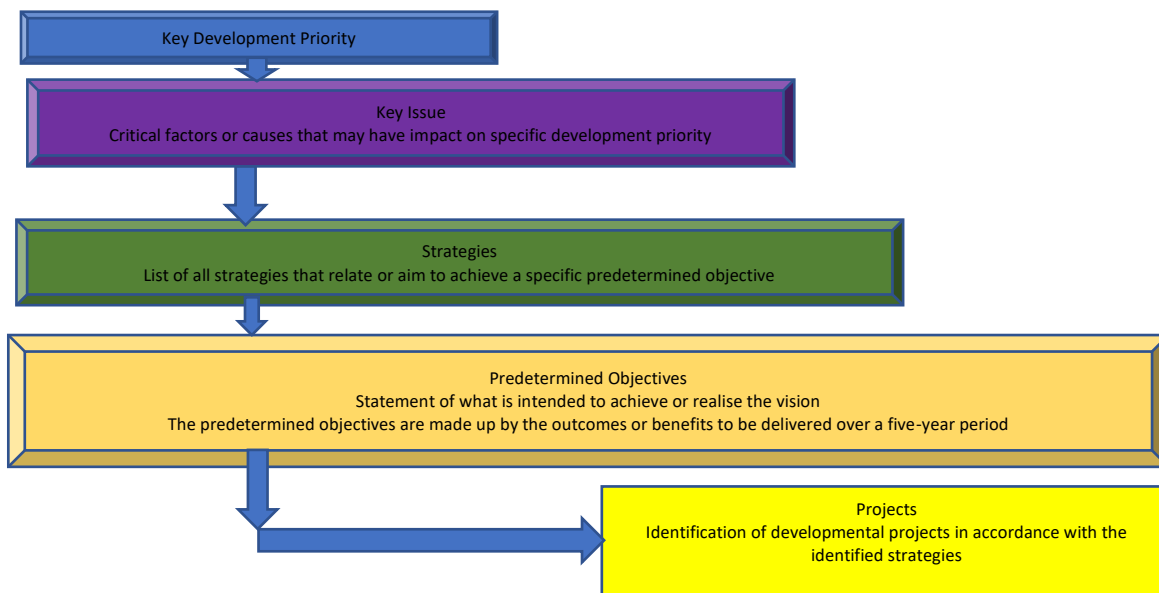 Key Development Priority
Key Issue
Critical factors or causes that may have impact on specific development priority
Strategies
List of all strategies that relate or aim to achieve a specific predetermined objective
Predetermined Objectives
Statement of what is intended to achieve or realise the vision
The predetermined objectives are made up by the outcomes or benefits to be delivered over a five-year period
Projects
Identification of developmental projects in accordance with the
identified strategies